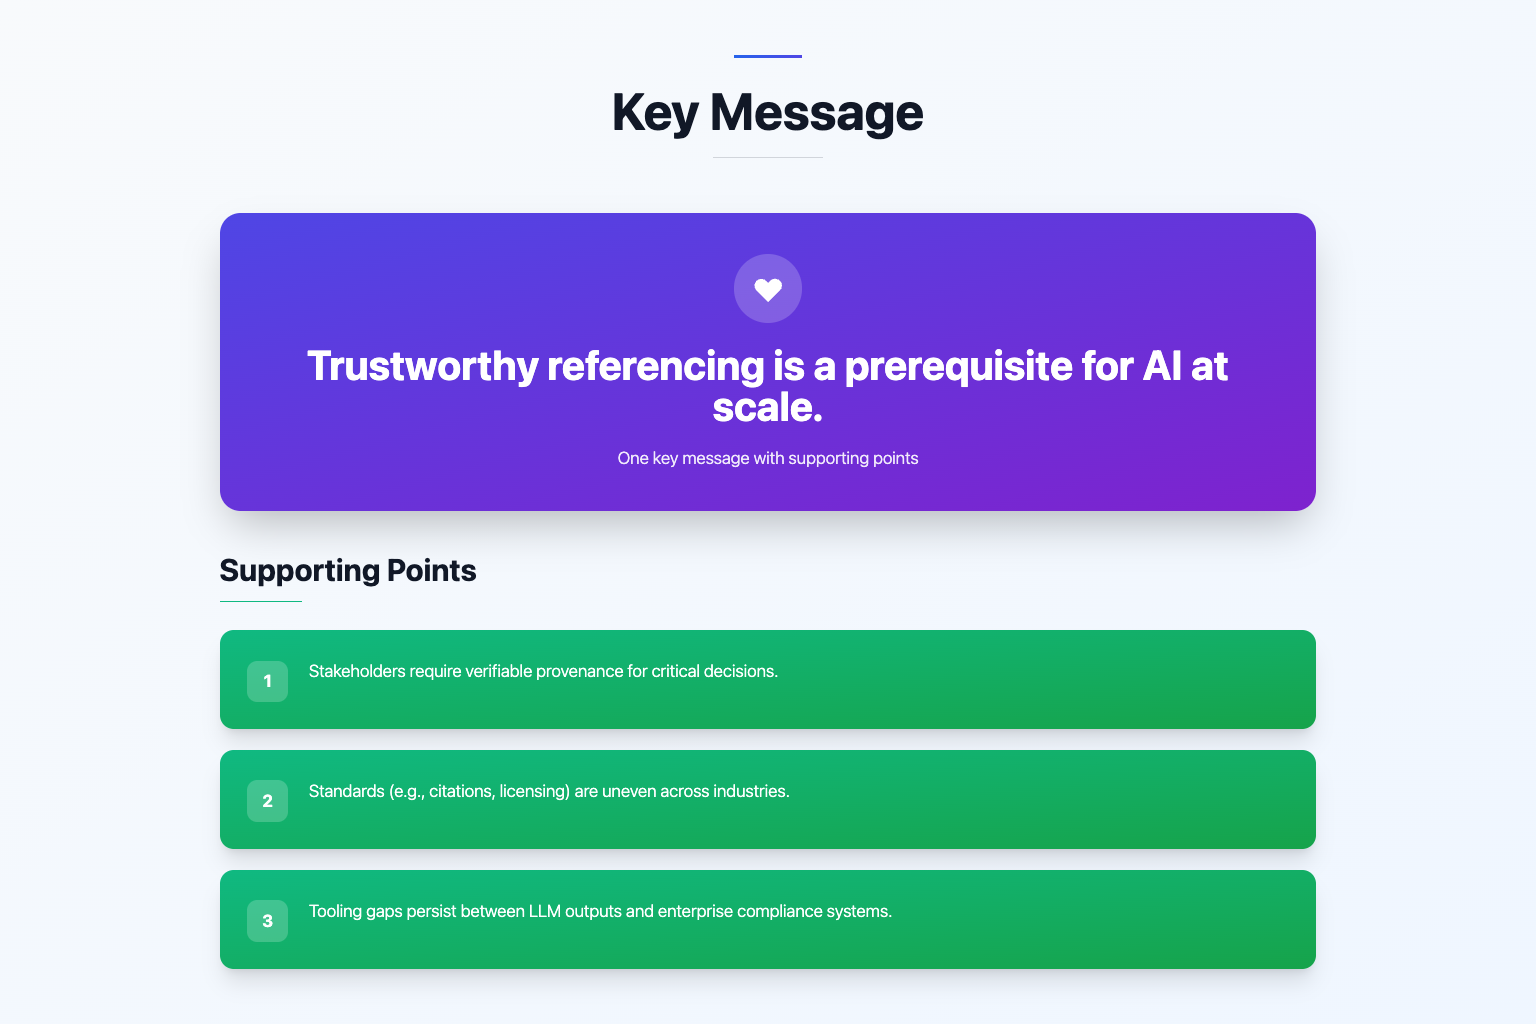 Key Message
Trustworthy referencing is a prerequisite for AI at
scale.
One key message with supporting points
Supporting Points
1
Stakeholders require verifiable provenance for critical decisions.
2
Standards (e.g., citations, licensing) are uneven across industries.
3
Tooling gaps persist between LLM outputs and enterprise compliance systems.